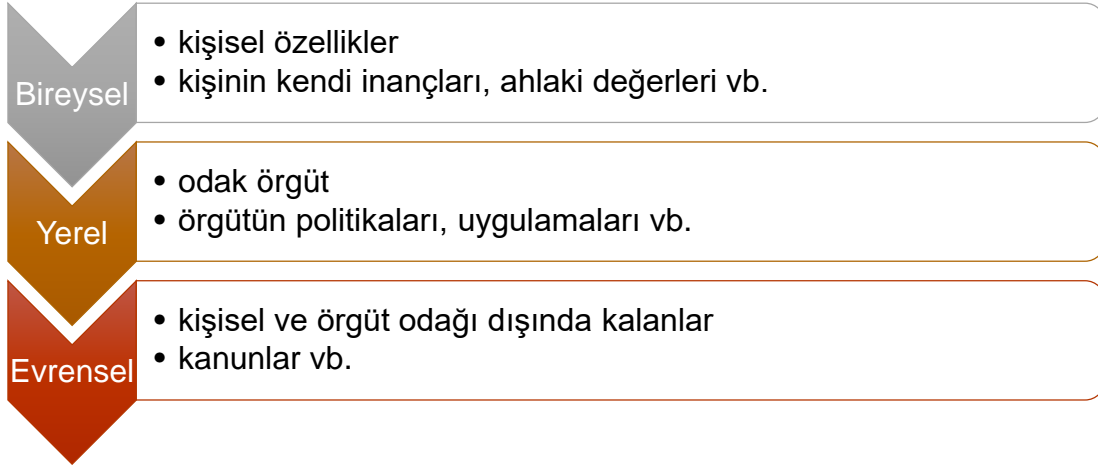 Bireysel
• kişisel özellikler
• kişinin kendi inançları, ahlaki değerleri vb.
Yerel
• odak örgüt
• örgütün politikaları, uygulamaları vb.
Evrensel
• kişisel ve örgüt odağı dışında kalanlar
• kanunlar vb.